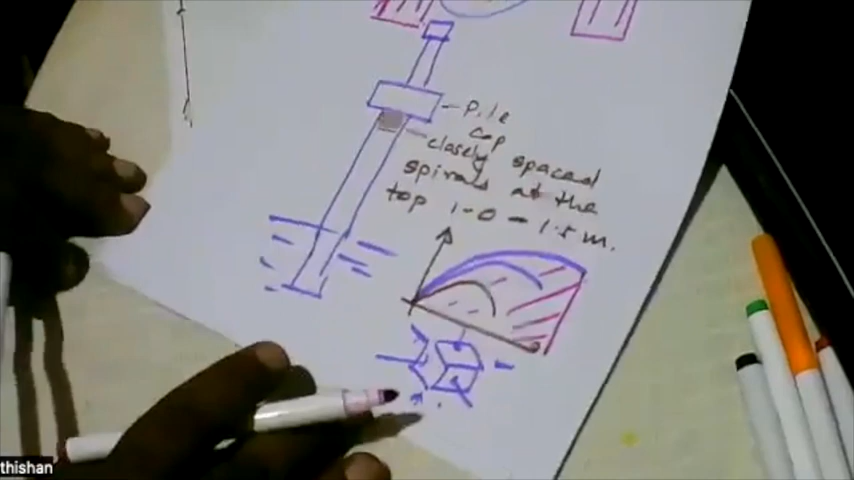 Pile
Cap
closely spaced
spirals at the
top 1-0 - 1.5 m.
thishan